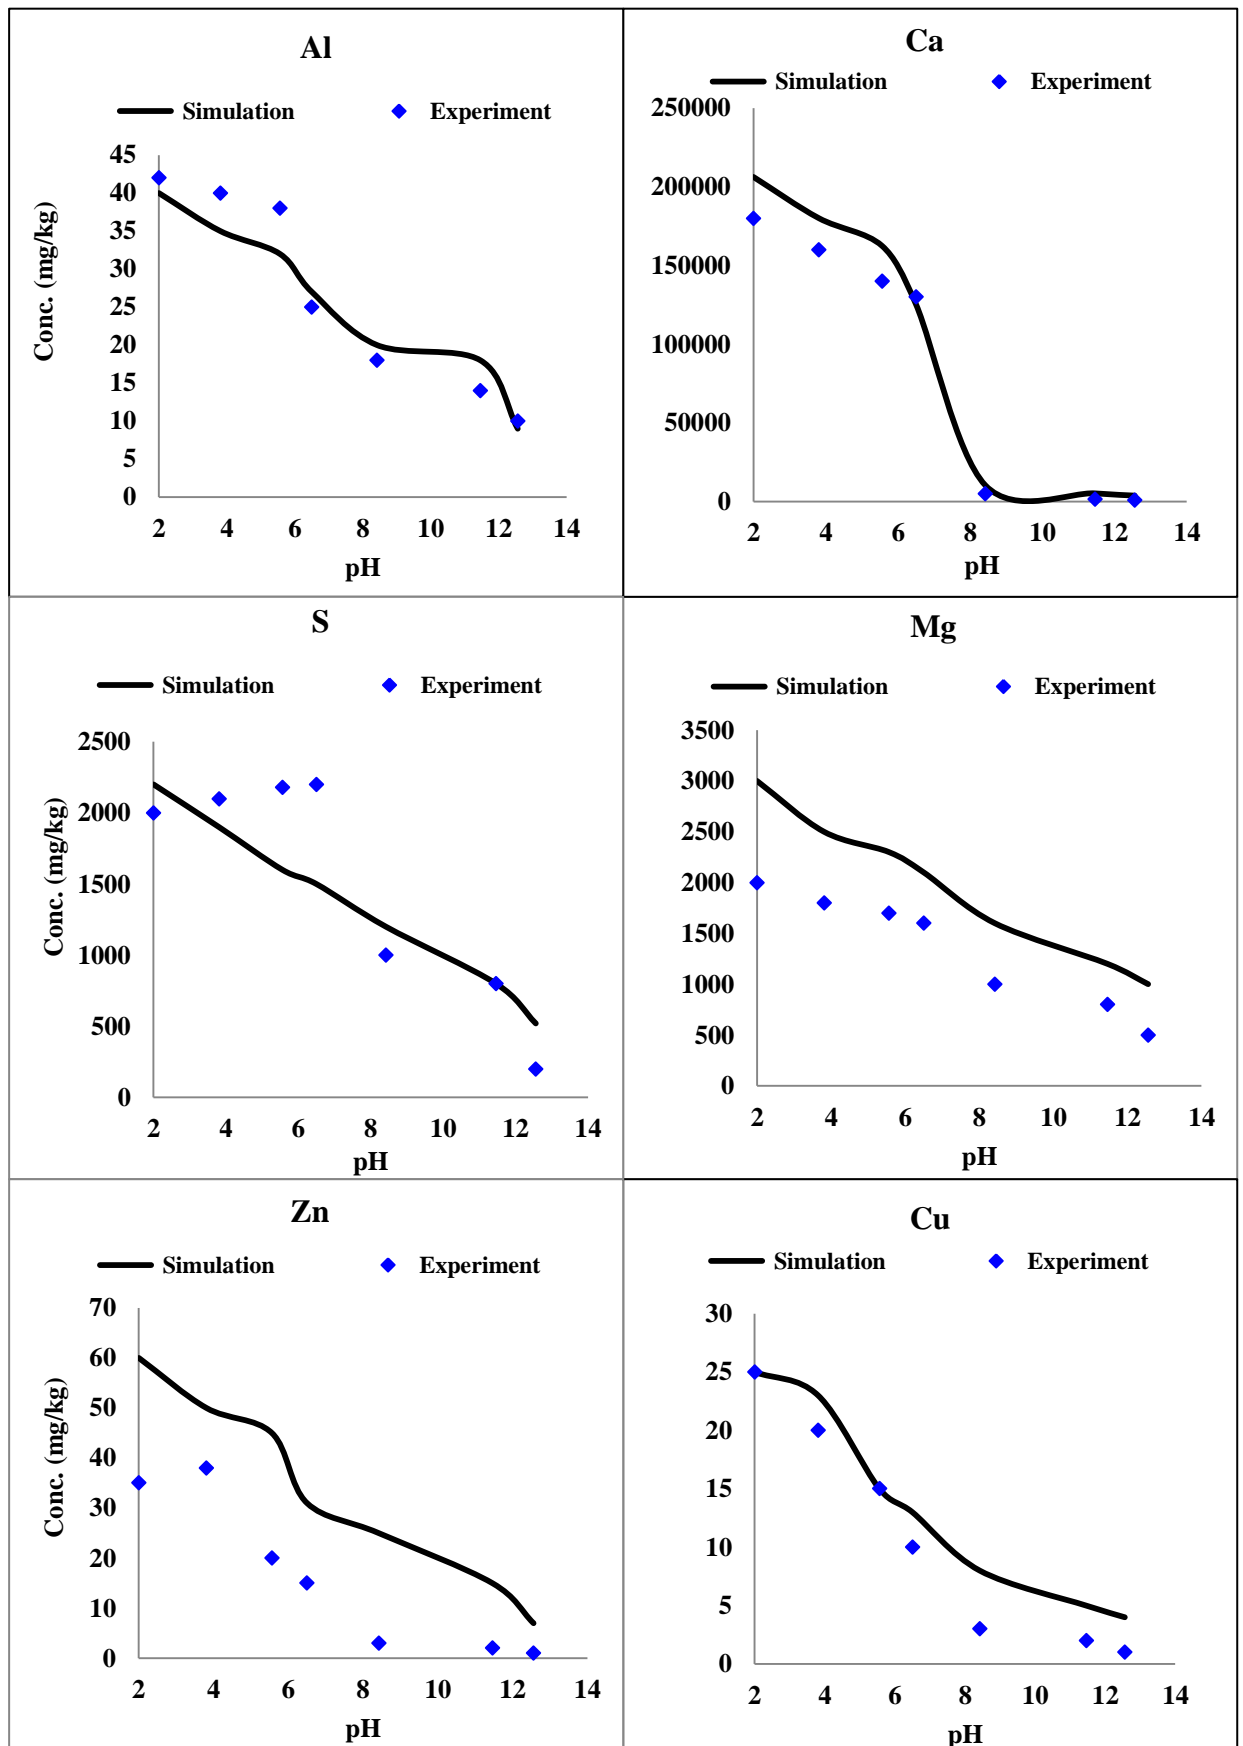 Al
Simulation Experiment
45
40
35
30
25
20
15
10
5
0
Conc. (mg/kg)
2 4 6 8 10 12 14
pH
Ca
Simulation Experiment
250000
200000
150000
100000
50000
0
2 4 6 8 10 12 14
pH
S
Simulation Experiment
2500
2000
1500
1000
500
0
Conc. (mg/kg)
2 4 6 8 10 12 14
pH
Mg
Simulation Experiment
3500
3000
2500
2000
1500
1000
500
0
2 4 6 8 10 12 14
pH
Zn
Simulation Experiment
70
60
50
40
30
20
10
0
Conc. (mg/kg)
2 4 6 8 10 12 14
pH
Cu
Simulation Experiment
30
25
20
15
10
5
0
2 4 6 8 10 12 14
pH